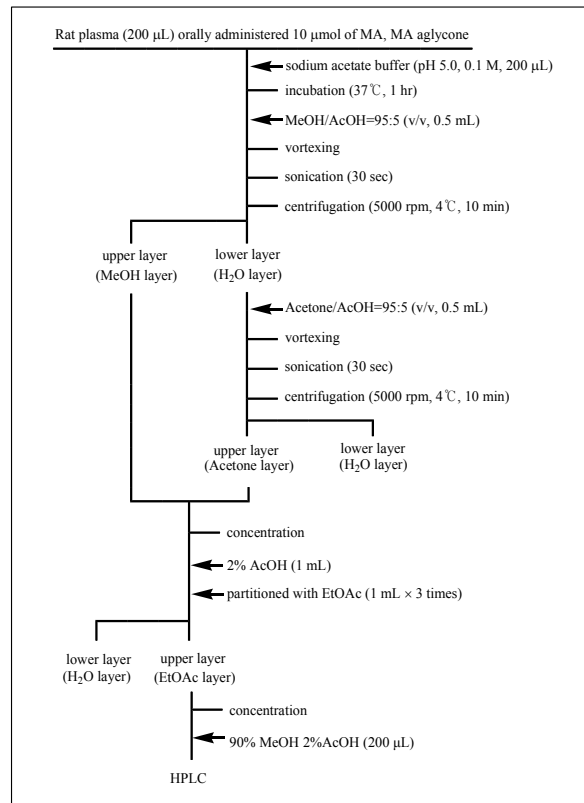 Rat plasma (200 μL) orally administered 10 μmol of MA, MA aglycone
sodium acetate buffer (pH 5.0, 0.1 M, 200 μL)
incubation (37℃, 1 hr)
MeOH/AcOH=95:5 (v/v, 0.5 mL)
vortexing
sonication (30 sec)
centrifugation (5000 rpm, 4℃, 10 min)
upper layer
(MeOH layer)
lower layer
(H₂O layer)
Acetone/AcOH=95:5 (v/v, 0.5 mL)
vortexing
sonication (30 sec)
centrifugation (5000 rpm, 4℃, 10 min)
upper layer
(Acetone layer)
lower layer
(H₂O layer)
concentration
2% AcOH (1 mL)
partitioned with EtOAc (1 mL × 3 times)
lower layer
(H₂O layer)
upper layer
(EtOAc layer)
concentration
90% MeOH 2%AcOH (200 μL)
HPLC